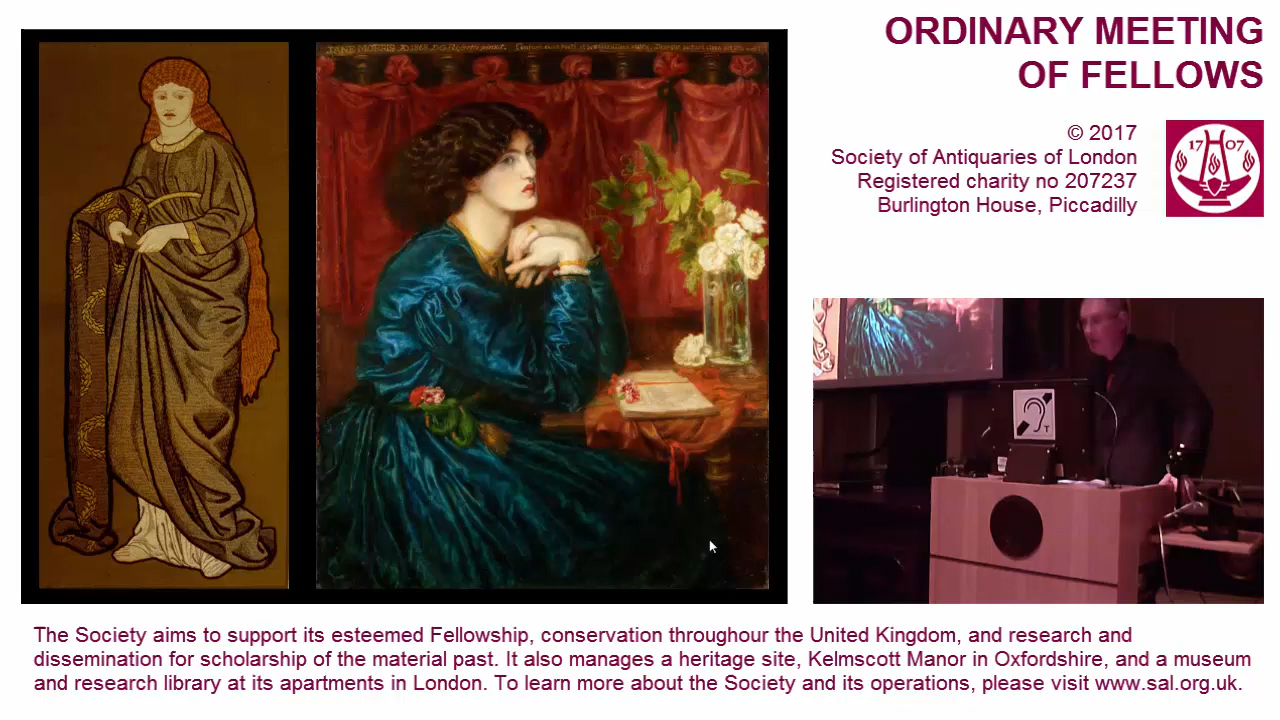 ORDINARY MEETING
OF FELLOWS
© 2017
Society of Antiquaries of London
Registered charity no 207237
Burlington House, Piccadilly
17 07
JANE MORRIS AD 1868 D.G. Rossetti pinxit.
T
The Society aims to support its esteemed Fellowship, conservation throughour the United Kingdom, and research and
dissemination for scholarship of the material past. It also manages a heritage site, Kelmscott Manor in Oxfordshire, and a museum
and research library at its apartments in London. To learn more about the Society and its operations, please visit www.sal.org.uk.